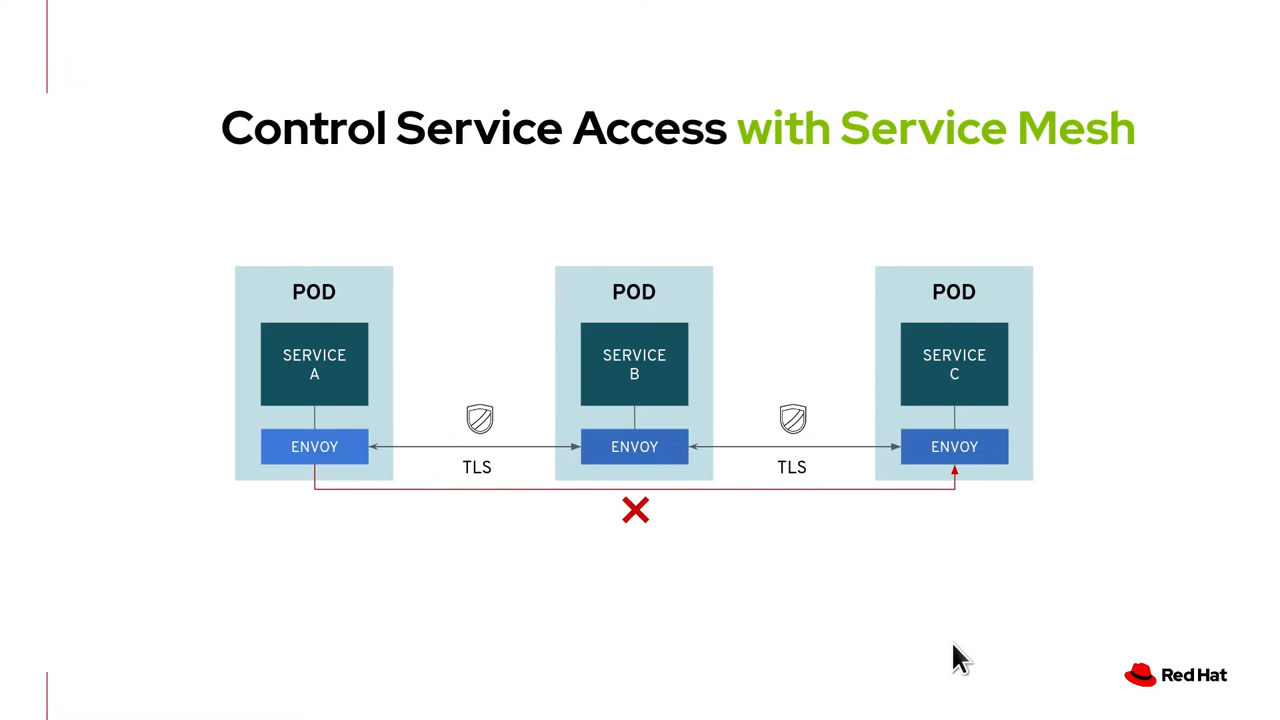 Control Service Access with Service Mesh
POD
POD
POD
SERVICE
A
SERVICE
B
SERVICE
C
ENVOY
ENVOY
ENVOY
TLS
TLS
Red Hat